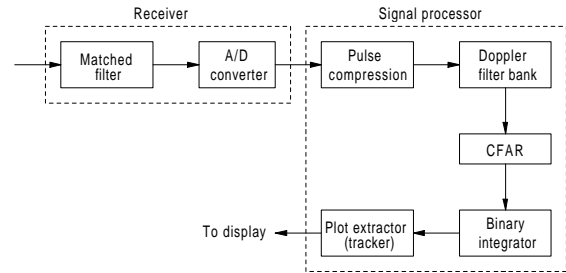 Receiver
Signal processor
Matched
filter
A/D
converter
Pulse
compression
Doppler
filter bank
CFAR
Binary
integrator
Plot extractor
(tracker)
To display